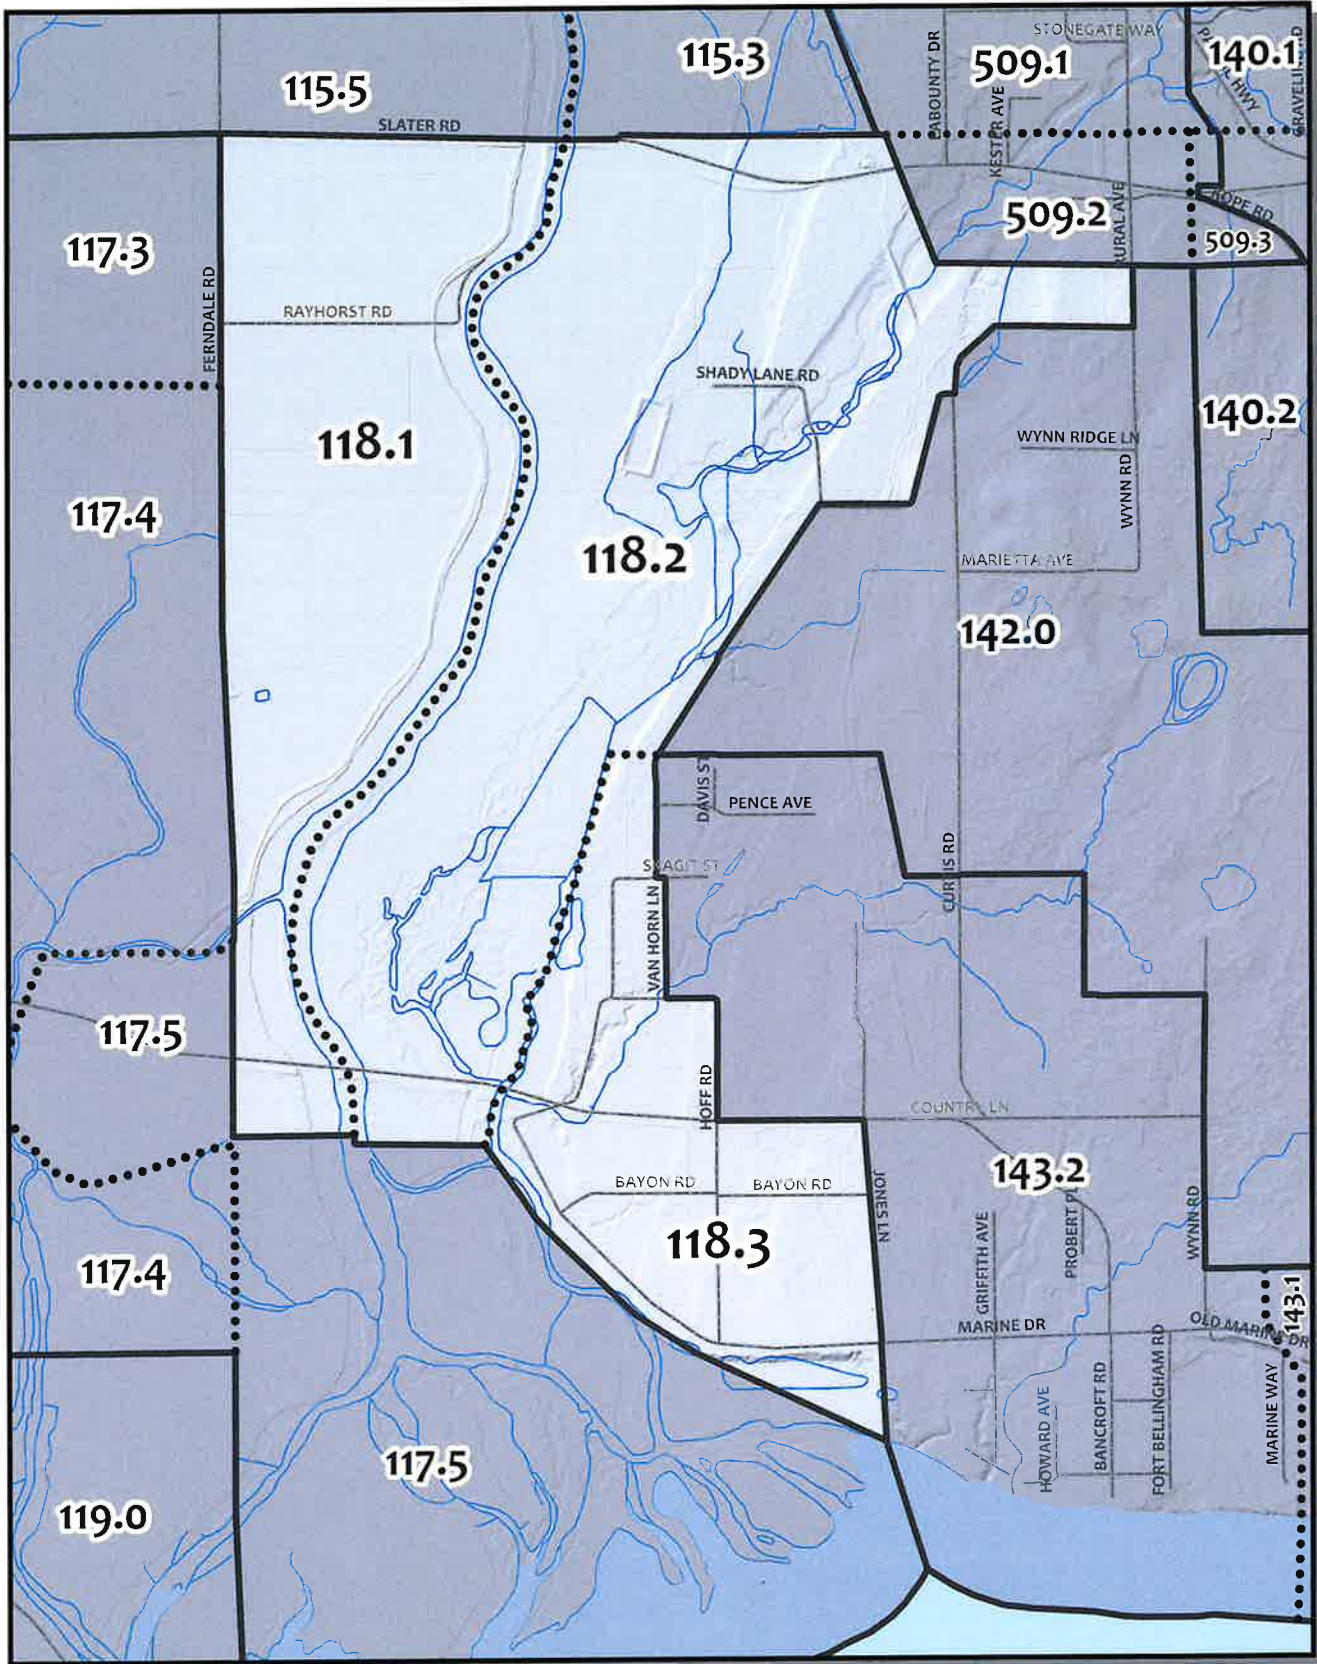 STONEGATE WAY
115.3
509.1
140.1
115.5
LABOUNTY DR
KESTER AVE
HWY
SLATER RD
509.2
RURAL AVE
ROPE RD
509.3
117.3
FERNDALE RD
RAYHORST RD
SHADY LANE RD
140.2
118.1
WYNN RIDGE LN
WYNN RD
117.4
118.2
MARIETTA AVE
142.0
DAVIS ST
PENCE AVE
SKAGIT ST
CURTIS RD
VAN HORN LN
117.5
HOFF RD
COUNTRY LN
143.2
BAYON RD
BAYON RD
JONES LN
118.3
GRIFFITH AVE
PROBERT PL
WYNN RD
117.4
143.1
MARINE DR
OLD MARINE DR
HOWARD AVE
BANCROFT RD
FORT BELLINGHAM RD
MARINE WAY
117.5
119.0